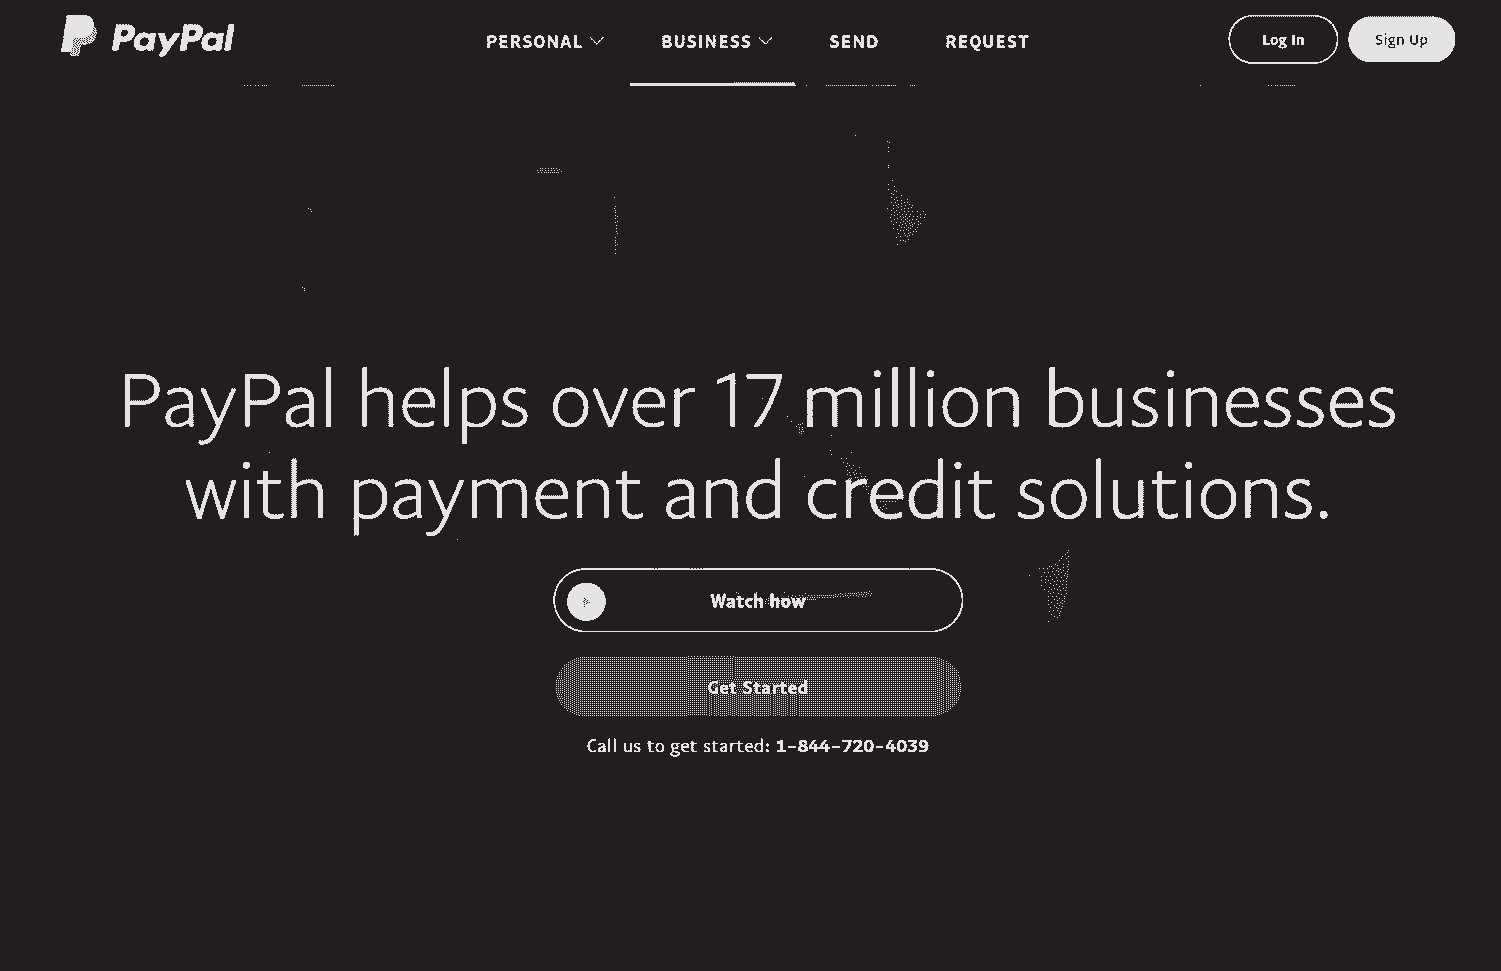 PayPal
PERSONAL
BUSINESS
SEND
REQUEST
Log In
Sign Up
PayPal helps over 17 million businesses
with payment and credit solutions.
Watch how
Get Started
Call us to get started: 1-844-720-4039